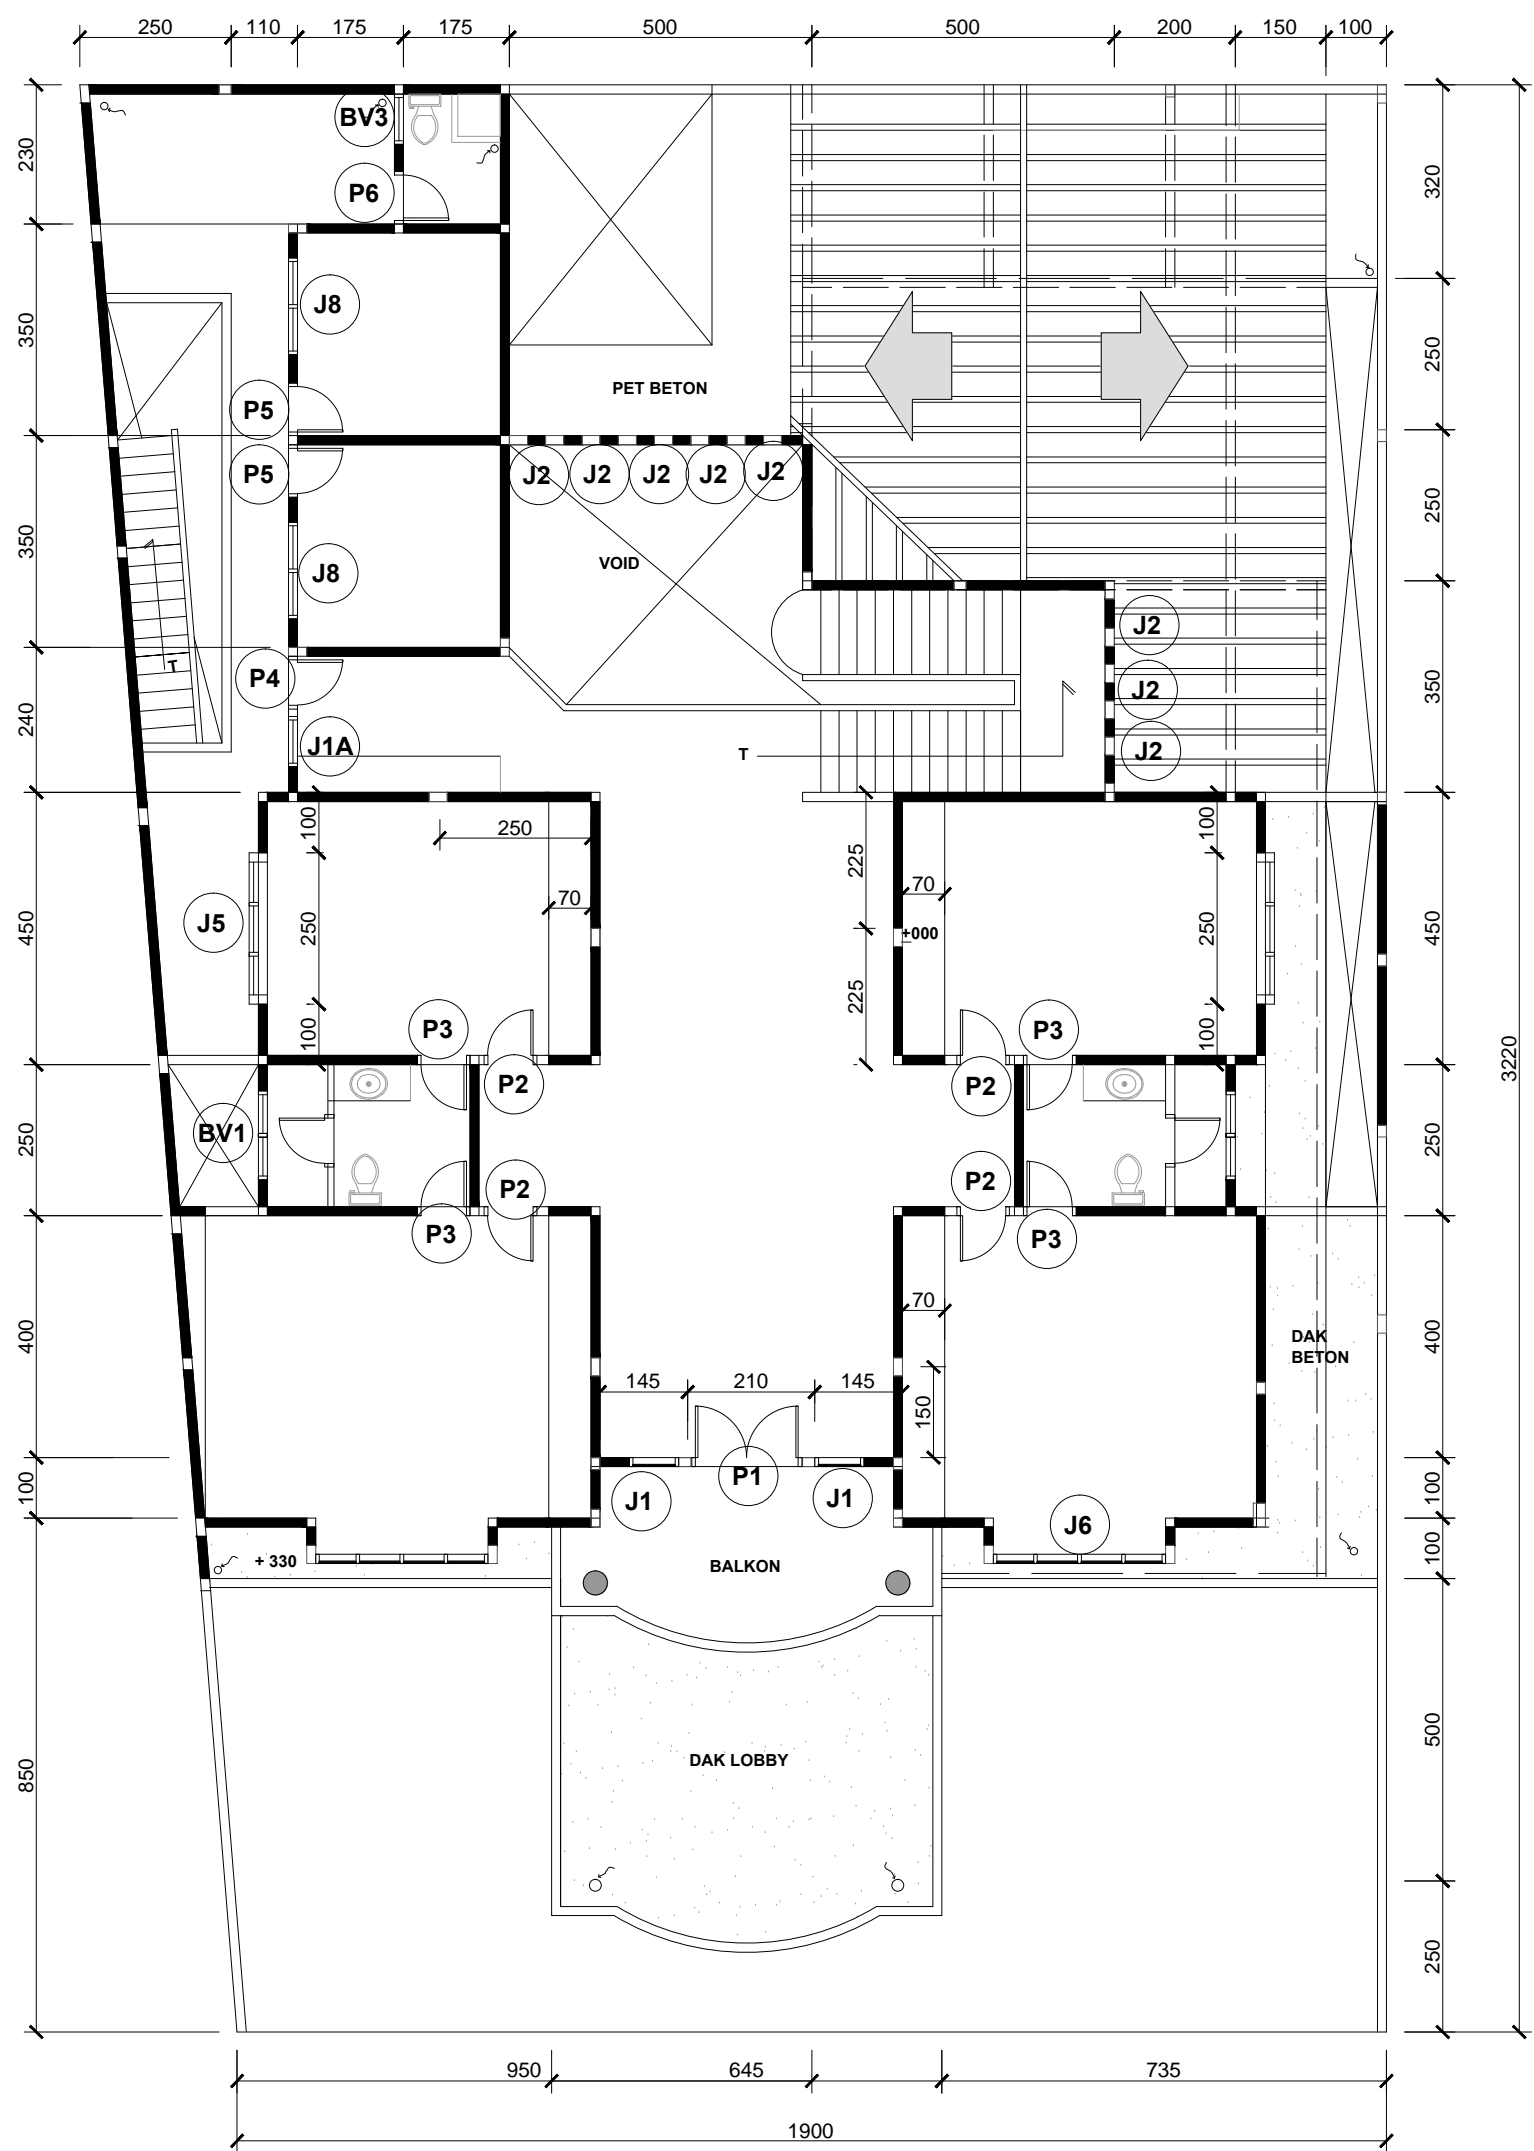 250 110 175 175 500 500 200 150 100
BV3
230
P6
320
J8
350
250
PET BETON
P5
P5
J2 J2 J2 J2 J2
250
350
J8
VOID
J2
T
P4
J2
350
240
J1A
T
J2
100
250
100
225
70
70
J5
450
250
+000
250
450
225
100
P3
P3
100
P2
P2
3220
BV1
250
250
P2
P2
P3
P3
70
400
DAK
BETON
400
145 210 145
150
P1
100
J1
J1
100
J6
+ 330
BALKON
100
DAK LOBBY
500
850
250
950 645 735
1900